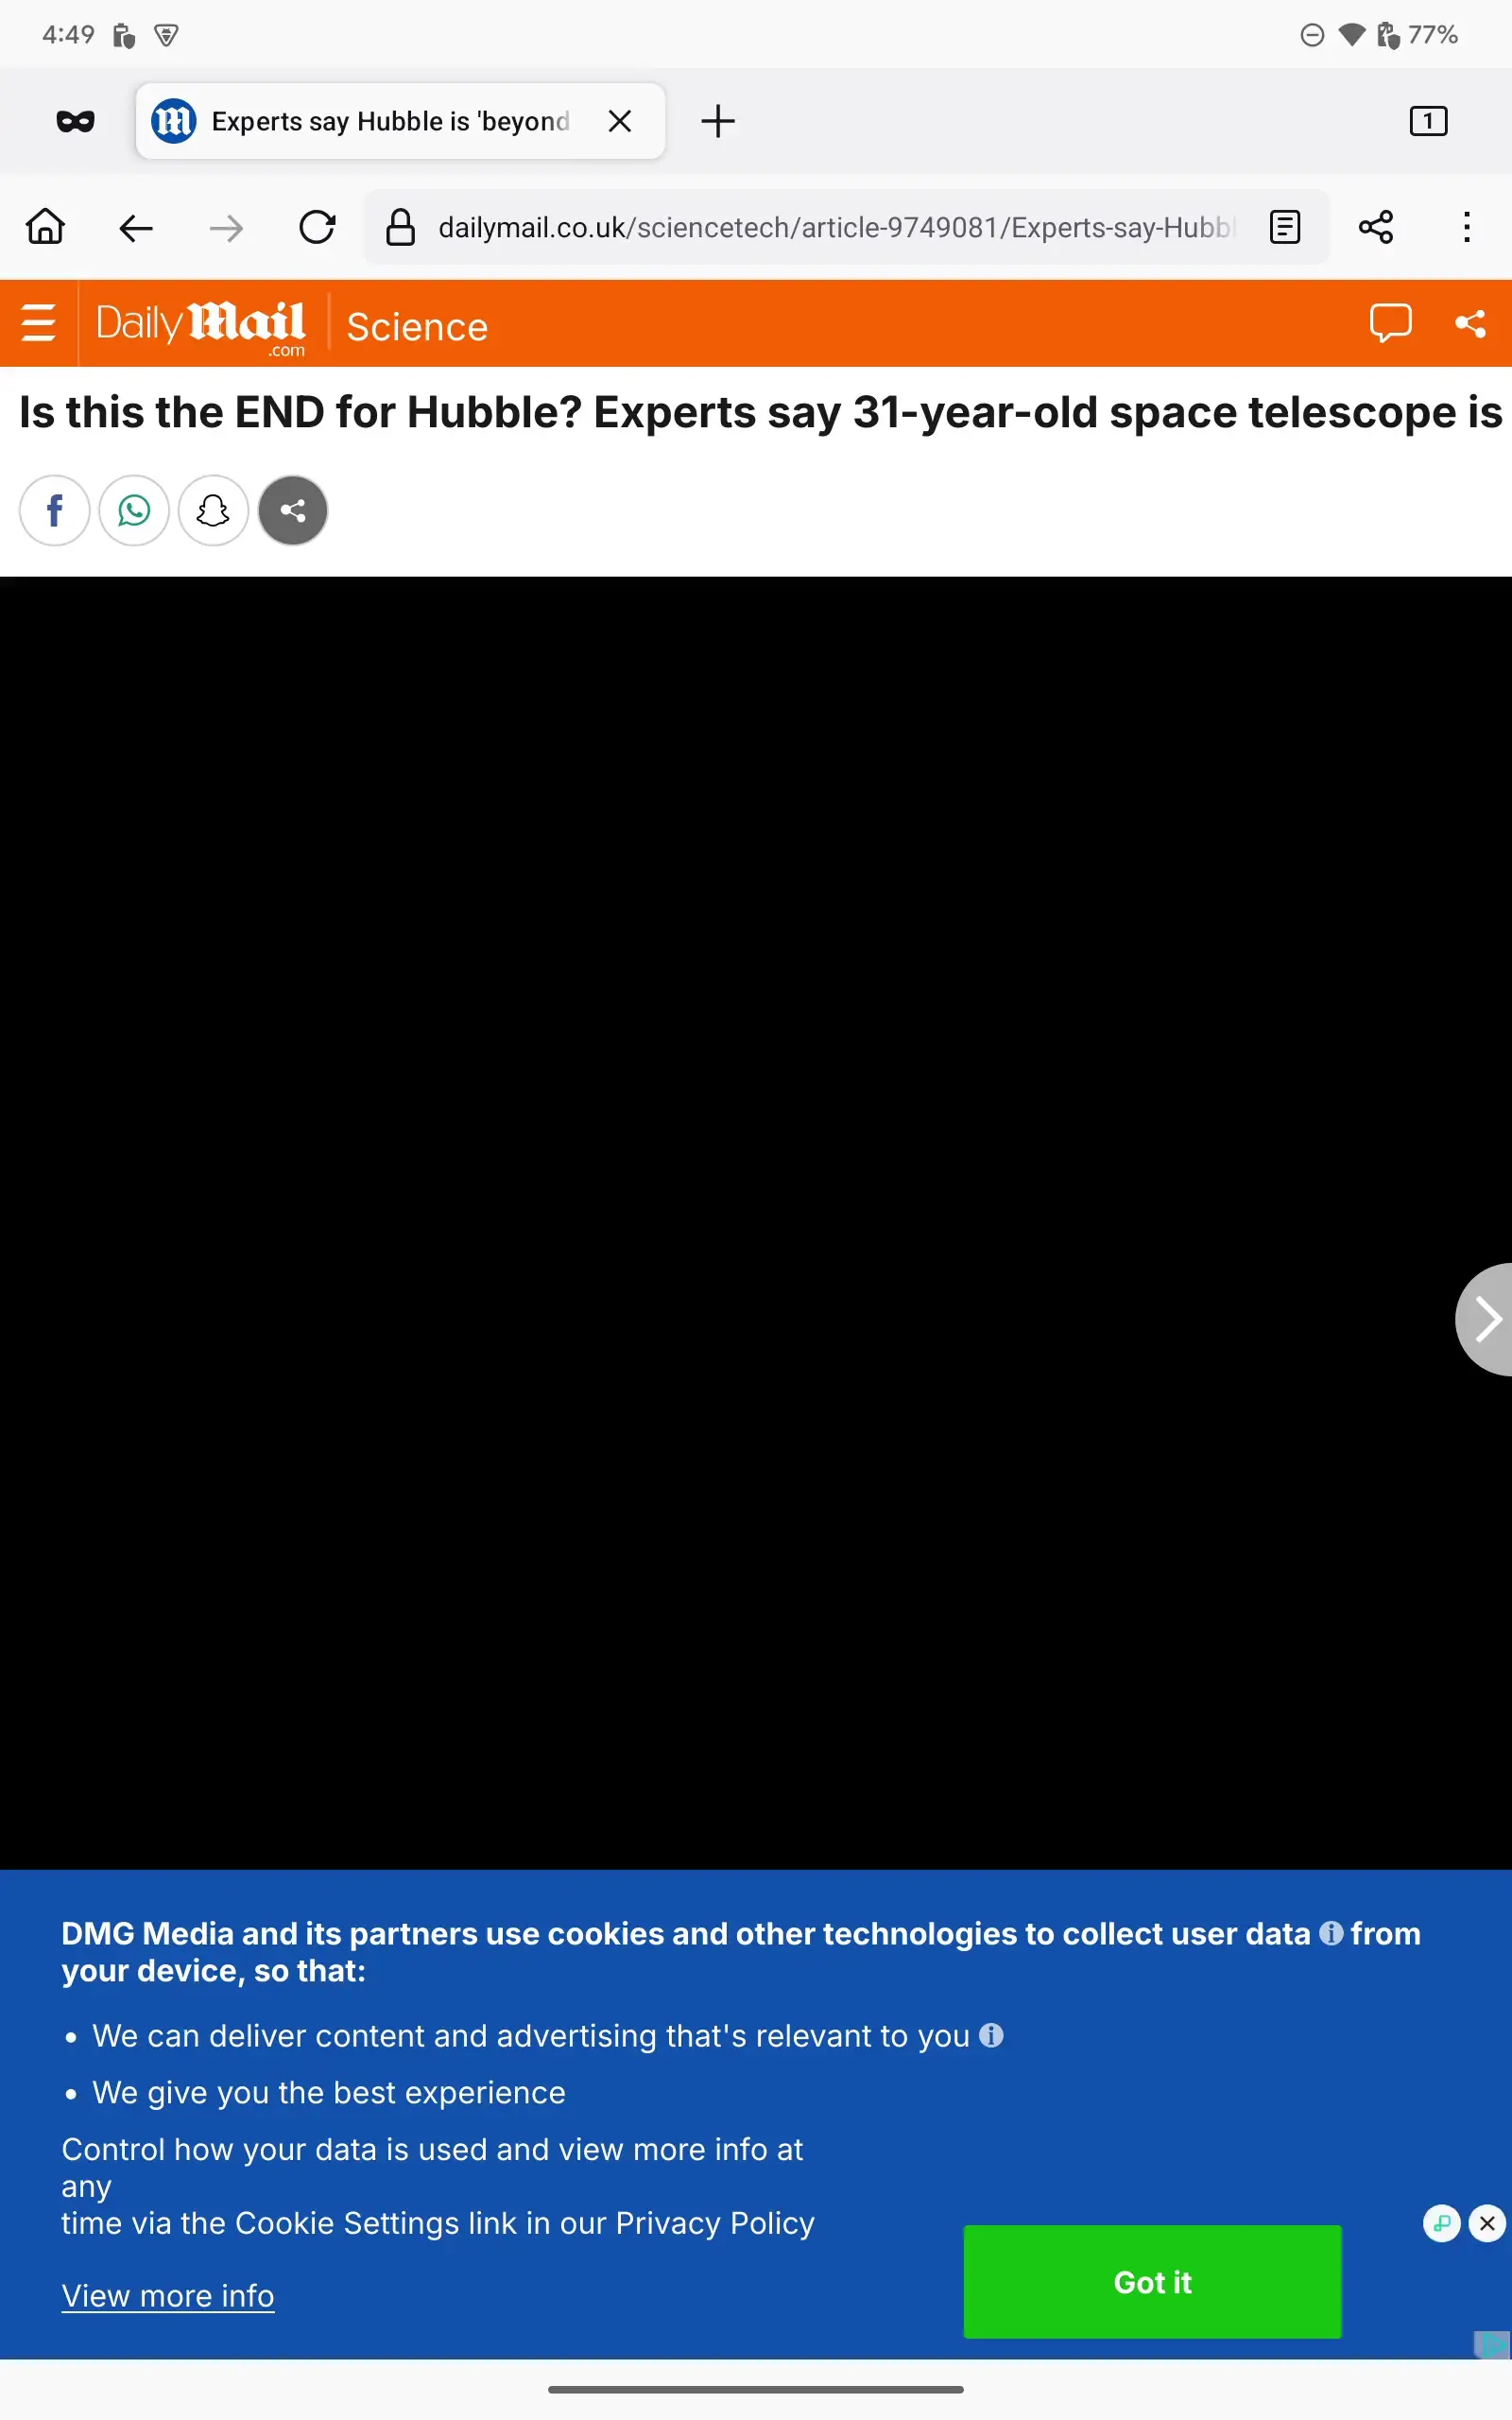 4:49
77%
Experts say Hubble is 'beyond
1
dailymail.co.uk/sciencetech/article-9749081/Experts-say-Hubbl
Daily Mail
.com
Science
Is this the END for Hubble? Experts say 31-year-old space telescope is
DMG Media and its partners use cookies and other technologies to collect user data i from
your device, so that:
• We can deliver content and advertising that's relevant to you i
• We give you the best experience
Control how your data is used and view more info at
any
time via the Cookie Settings link in our Privacy Policy
Got it
View more info